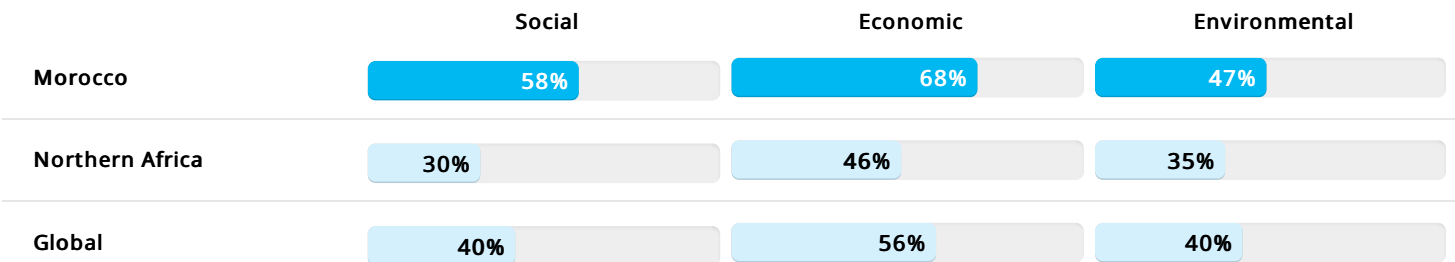 Social Economic Environmental
Morocco 58% 68% 47%
Northern Africa 30% 46% 35%
Global 40% 56% 40%